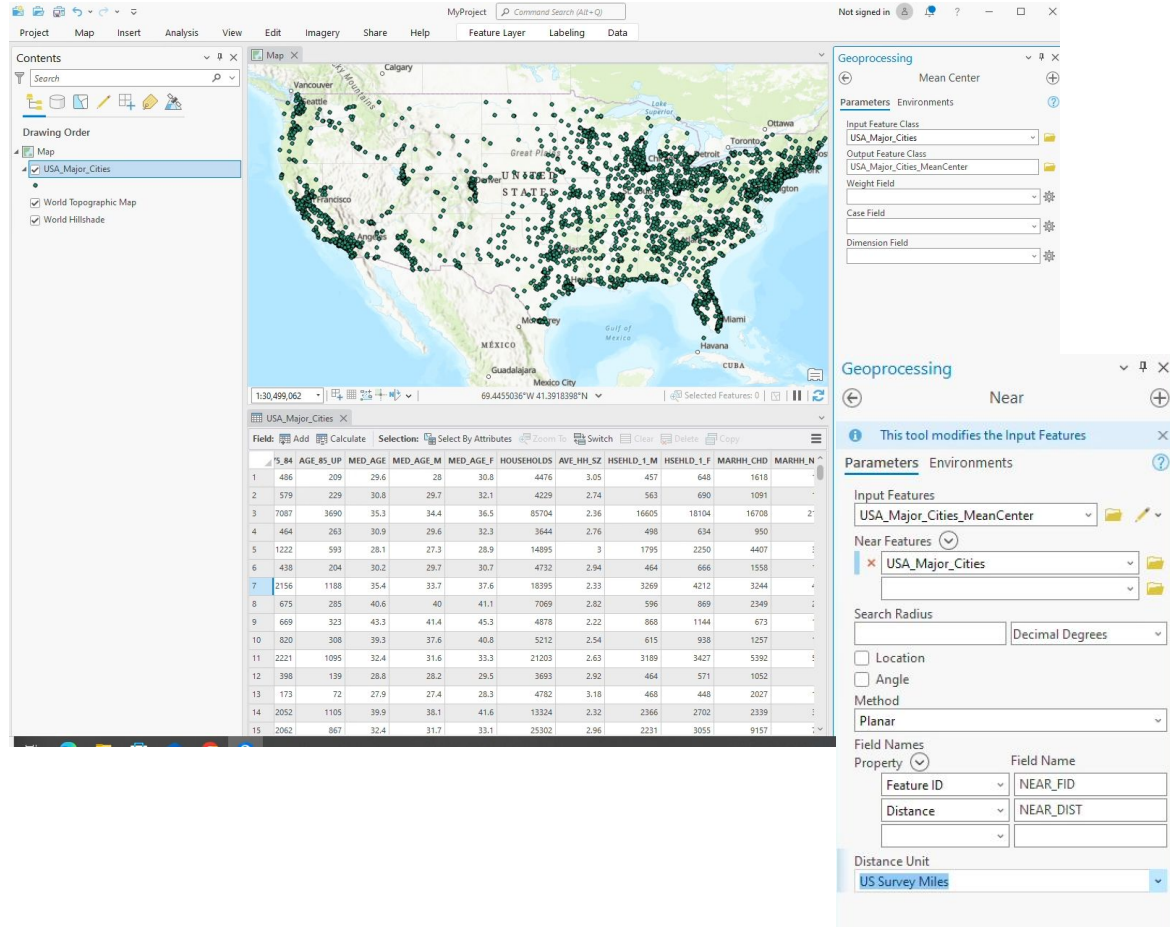 MyProject
Command Search (Alt+Q)
Not signed in
?
Project Map Insert Analysis View Edit Imagery Share Help Feature Layer Labeling Data
Contents
Search
Drawing Order
Map
USA_Major_Cities
World Topographic Map
World Hillshade
Map
Calgary
Vancouver
Seattle
Lake
Superior
Ottawa
Toronto
Great Plains
Detroit
Denver
UNITED
STATES
Francisco
Angeles
Dallas
Atlanta
Houston
Monterrey
Miami
Gulf of
Mexico
Havana
MÉXICO
CUBA
Guadalajara
Mexico City
1:30,499,062
69.4455036°W 41.3918398°N
Selected Features: 0
USA_Major_Cities
Field: Add Calculate Selection: Select By Attributes Zoom To Switch Clear Delete Copy
5_84 AGE_85_UP MED_AGE MED_AGE_M MED_AGE_F HOUSEHOLDS AVE_HH_SZ HSEHLD_1_M HSEHLD_1_F MARHH_CHD MARHH_N
1 486 209 29.6 28 30.8 4476 3.05 457 648 1618
2 579 229 30.8 29.7 32.1 4229 2.74 563 690 1091
3 7087 3690 35.3 34.4 36.5 85704 2.36 16605 18104 16708 2
4 464 263 30.9 29.6 32.3 3644 2.76 498 634 950
5 1222 593 28.1 27.3 28.9 14895 3 1795 2250 4407
6 438 204 30.2 29.7 30.7 4732 2.94 464 666 1558
7 2156 1188 35.4 33.7 37.6 18395 2.33 3269 4212 3244
8 675 285 40.6 40 41.1 7069 2.82 596 869 2349
9 669 323 43.3 41.4 45.3 4878 2.22 868 1144 673
10 820 308 39.3 37.6 40.8 5212 2.54 615 938 1257
11 2221 1095 32.4 31.6 33.3 21203 2.63 3189 3427 5392
12 398 139 28.8 28.2 29.5 3693 2.92 464 571 1052
13 173 72 27.9 27.4 28.3 4782 3.18 468 448 2027
14 2052 1105 39.9 38.1 41.6 13324 2.32 2366 2702 2339
15 2062 867 32.4 31.7 33.1 25302 2.96 2231 3055 9157
Geoprocessing
Mean Center
Parameters Environments
?
Input Feature Class
USA_Major_Cities
Output Feature Class
USA_Major_Cities_MeanCenter
Weight Field
Case Field
Dimension Field
Geoprocessing
Near
This tool modifies the Input Features
Parameters Environments
?
Input Features
USA_Major_Cities_MeanCenter
Near Features
USA_Major_Cities
Search Radius
Decimal Degrees
Location
Angle
Method
Planar
Field Names
Property Field Name
Feature ID NEAR_FID
Distance NEAR_DIST
Distance Unit
US Survey Miles